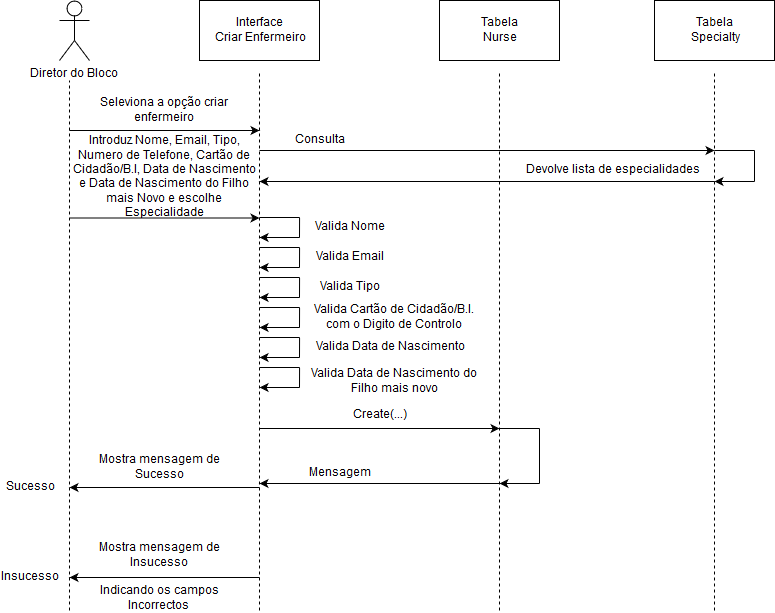 Interface
Criar Enfermeiro
Tabela
Nurse
Tabela
Specialty
Diretor do Bloco
Seleviona a opção criar
enfermeiro
Introduz Nome, Email, Tipo,
Numero de Telefone, Cartão de
Cidadão/B.I, Data de Nascimento
e Data de Nascimento do Filho
mais Novo e escolhe
Especialidade
Consulta
Devolve lista de especialidades
Valida Nome
Valida Email
Valida Tipo
Valida Cartão de Cidadão/B.I.
com o Digito de Controlo
Valida Data de Nascimento
Valida Data de Nascimento do
Filho mais novo
Create(...)
Mensagem
Mostra mensagem de
Sucesso
Sucesso
Mostra mensagem de
Insucesso
Insucesso
Indicando os campos
Incorrectos